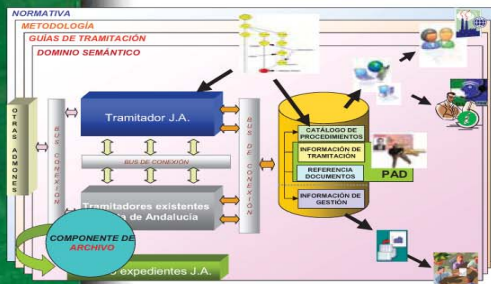 NORMATIVA
METODOLOGÍA
GUÍAS DE TRAMITACIÓN
DOMINIO SEMÁNTICO
OTRAS ADMONES
BUS CONEXIÓN
Tramitador J.A.
BUS DE CONEXIÓN
Tramitadores existentes
de Andalucía
BUS DE CONEXIÓN
CATÁLOGO DE
PROCEDIMIENTOS
INFORMACIÓN DE
TRAMITACIÓN
REFERENCIA
DOCUMENTOS
PAD
INFORMACIÓN DE
GESTIÓN
COMPONENTE DE
ARCHIVO
expedientes J.A.